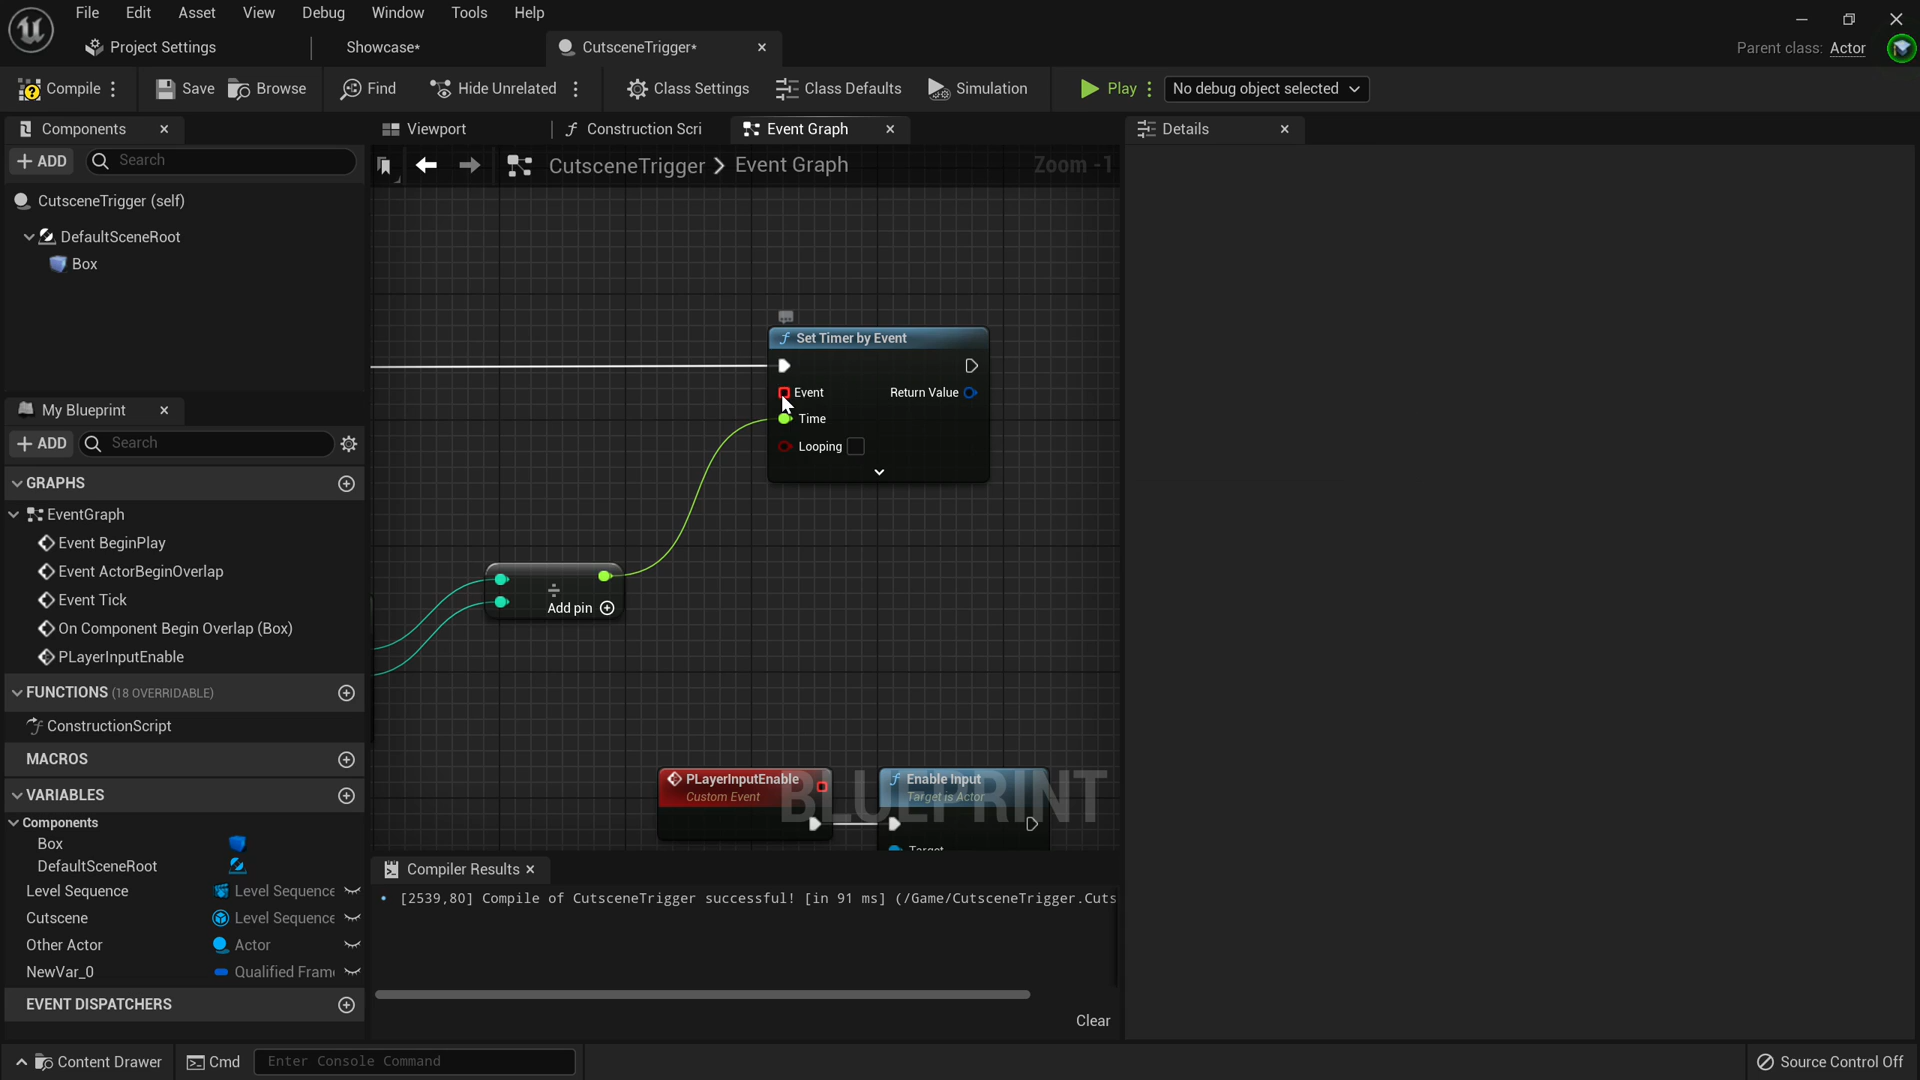 File Edit Asset View Debug Window Tools Help
Project Settings Showcase* CutsceneTrigger* Parent class: Actor
Compile Save Browse Find Hide Unrelated Class Settings Class Defaults Simulation Play No debug object selected
Components Viewport Construction Scri Event Graph Details
ADD Search CutsceneTrigger > Event Graph Zoom -1
CutsceneTrigger (self)
DefaultSceneRoot
Box
Set Timer by Event
Event Return Value
Time
Looping
Add pin
PLayerInputEnable
Custom Event
Enable Input
Target is Actor
Target
BLUEPRINT
My Blueprint
ADD Search
GRAPHS
EventGraph
Event BeginPlay
Event ActorBeginOverlap
Event Tick
On Component Begin Overlap (Box)
PLayerInputEnable
FUNCTIONS (18 OVERRIDABLE)
ConstructionScript
MACROS
VARIABLES
Components
Box
DefaultSceneRoot
Level Sequence Level Sequence
Cutscene Level Sequence
Other Actor Actor
NewVar_0 Qualified Fram
EVENT DISPATCHERS
Compiler Results
[2539,80] Compile of CutsceneTrigger successful! [in 91 ms] (/Game/CutsceneTrigger.Cuts
Clear
Content Drawer Cmd Enter Console Command Source Control Off